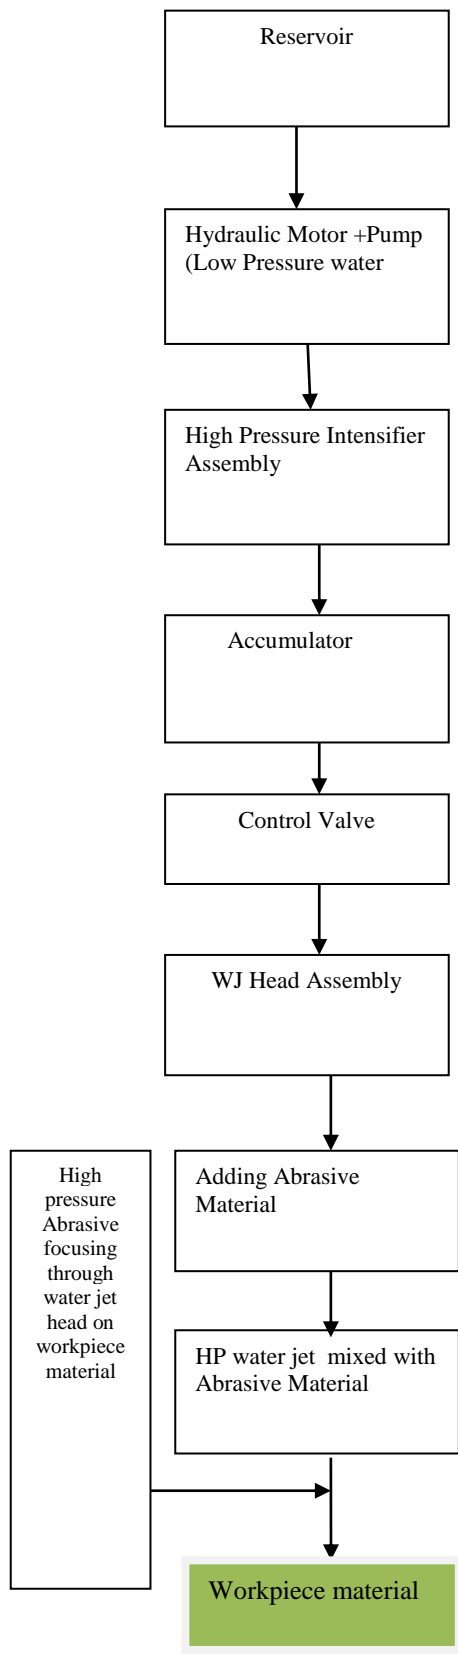 Reservoir
Hydraulic Motor +Pump
(Low Pressure water
High Pressure Intensifier
Assembly
Accumulator
Control Valve
WJ Head Assembly
Adding Abrasive
Material
High
pressure
Abrasive
focusing
through
water jet
head on
workpiece
material
HP water jet mixed with
Abrasive Material
Workpiece material